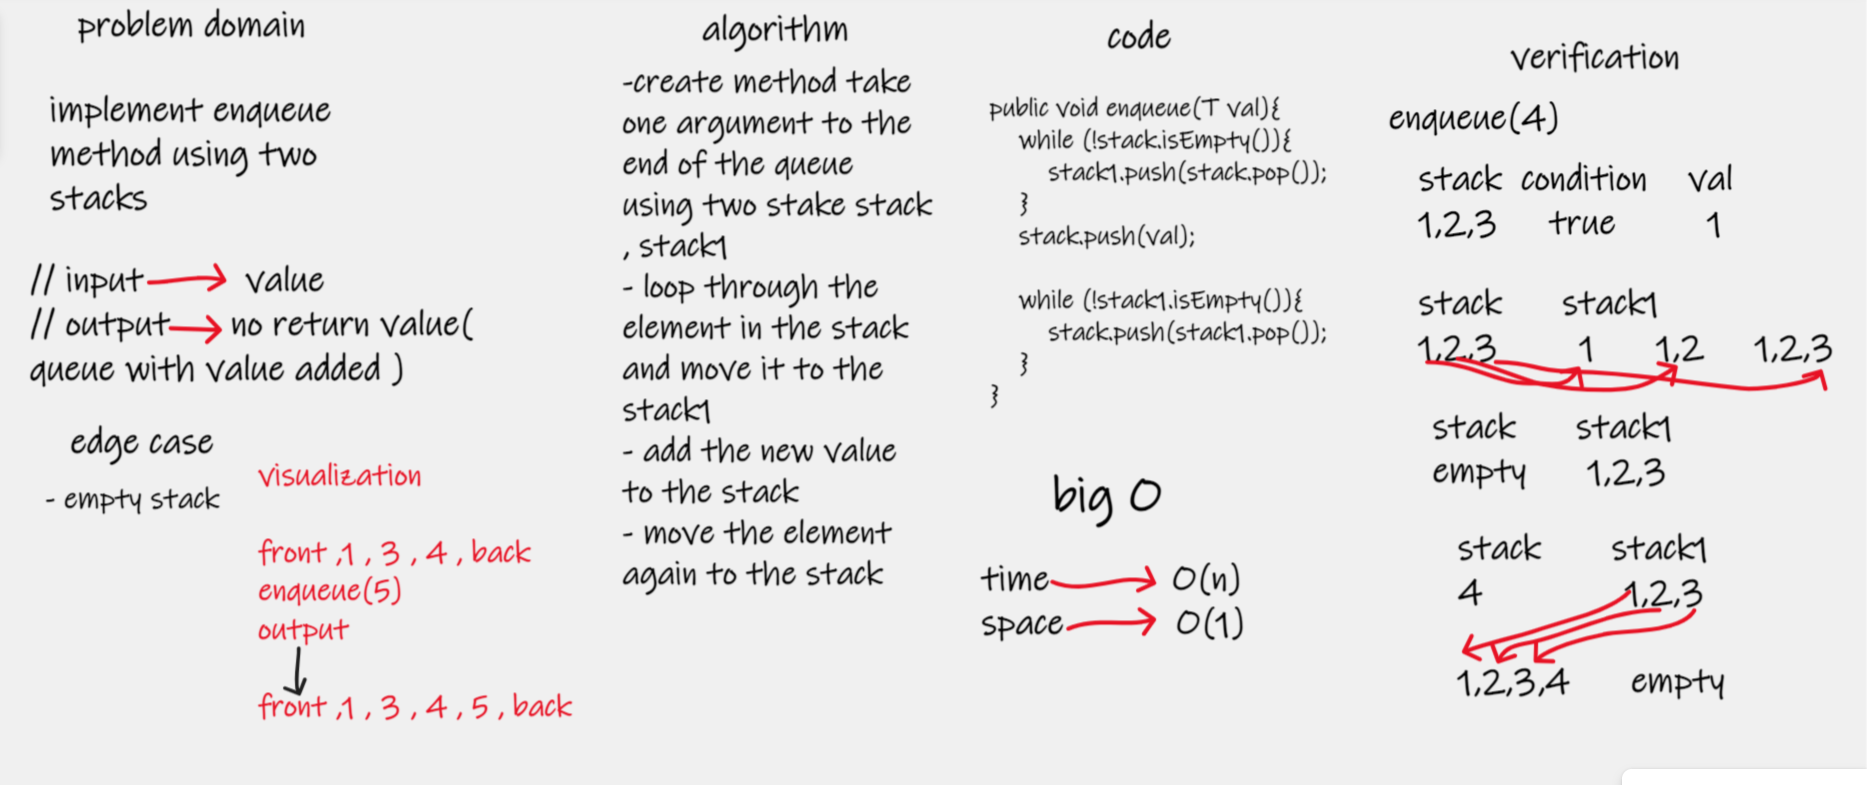 problem domain
implement enqueue
method using two
stacks
// input value
// output no return value(
queue with value added )
edge case
- empty stack
visualization
front ,1 , 3 , 4 , back
enqueue(5)
output
front ,1 , 3 , 4 , 5 , back
algorithm
-create method take
one argument to the
end of the queue
using two stake stack
, stack1
- loop through the
element in the stack
and move it to the
stack1
- add the new value
to the stack
- move the element
again to the stack
code
public void enqueue(T val){
while (!stack.isEmpty()){
stack1.push(stack.pop());
}
stack.push(val);
while (!stack1.isEmpty()){
stack.push(stack1.pop());
}
}
big O
time O(n)
space O(1)
verification
enqueue(4)
stack condition val
1,2,3 true 1
stack stack1
1,2,3 1 1,2 1,2,3
stack stack1
empty 1,2,3
stack stack1
4 1,2,3
1,2,3,4 empty